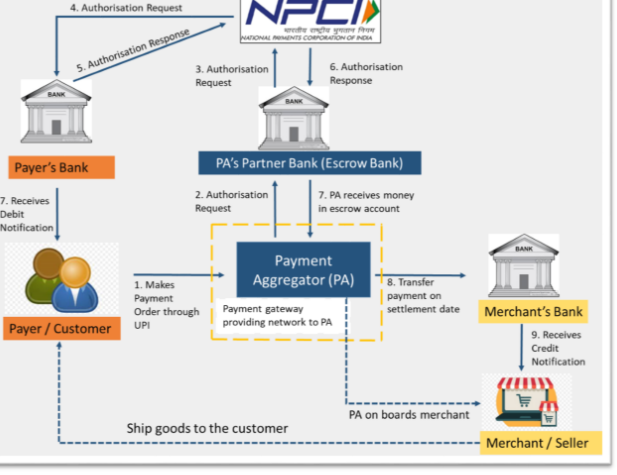 4. Authorisation Request
NPCI
भारतीय राष्ट्रीय भुगतान निगम
NATIONAL PAYMENTS CORPORATION OF INDIA
5. Authorisation Response
3. Authorisation
Request
6. Authorisation
Response
BANK
BANK
Payer's Bank
PA's Partner Bank (Escrow Bank)
7. Receives
Debit
Notification
2. Authorisation
Request
7. PA receives money
in escrow account
Payment
Aggregator (PA)
BANK
1. Makes
Payment
Order through
UPI
8. Transfer
payment on
settlement date
Payment gateway
providing network to PA
Merchant's Bank
Payer / Customer
9. Receives
Credit
Notification
PA on boards merchant
Ship goods to the customer
Merchant / Seller